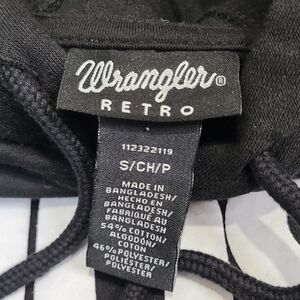 Wrangler®
RETRO
112322119
S/CH/P
MADE IN
BANGLADESH/
HECHO EN
BANGLADESH/
FABRIQUÉ AU
BANGLADESH
54% COTTON/
ALGODÓN/
COTON
46% POLYESTER/
POLIÉSTER/
POLYESTER